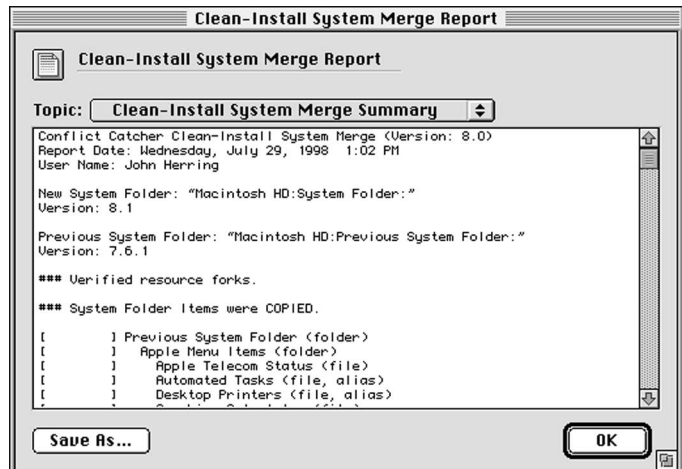 Clean-Install System Merge Report
Clean-Install System Merge Report
Topic: Clean-Install System Merge Summary
Conflict Catcher Clean-Install System Merge (Version: 8.0)
Report Date: Wednesday, July 29, 1998 1:02 PM
User Name: John Herring
New System Folder: “Macintosh HD:System Folder:”
Version: 8.1
Previous System Folder: “Macintosh HD:Previous System Folder:”
Version: 7.6.1
### Verified resource forks.
### System Folder Items were COPIED.
[ ] Previous System Folder (folder)
[ ] Apple Menu Items (folder)
[ ] Apple Telecom Status (file)
[ ] Automated Tasks (file, alias)
[ ] Desktop Printers (file, alias)
Save As... OK